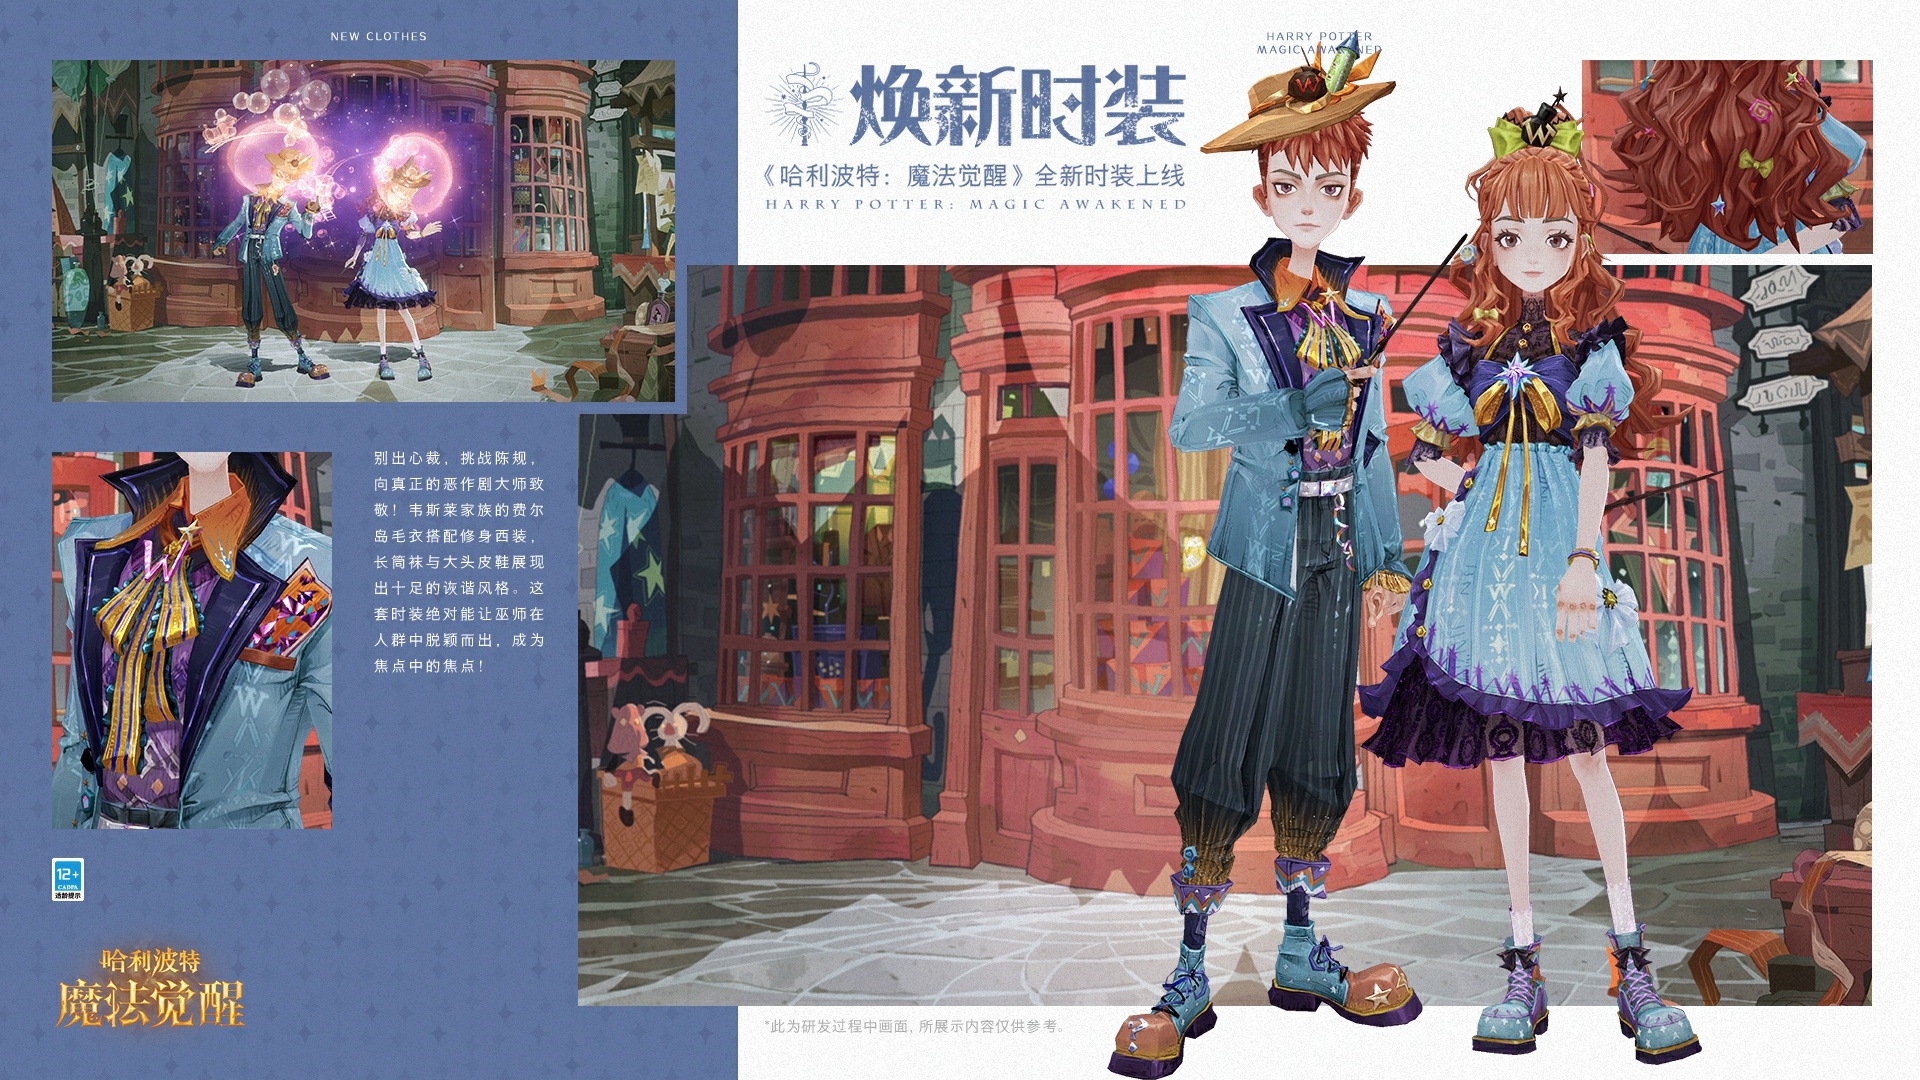 NEW CLOTHES
HARRY POTTER
MAGIC AWAKENED
焕新时装
《哈利波特：魔法觉醒》全新时装上线
HARRY POTTER: MAGIC AWAKENED
别出心裁，挑战陈规，
向真正的恶作剧大师致
敬！韦斯莱家族的费尔
岛毛衣搭配修身西装，
长筒袜与大头皮鞋展现
出十足的诙谐风格。这
套时装绝对能让巫师在
人群中脱颖而出，成为
焦点中的焦点！
12+
CADPA
适龄提示
哈利波特
魔法觉醒
*此为研发过程中画面，所展示内容仅供参考。